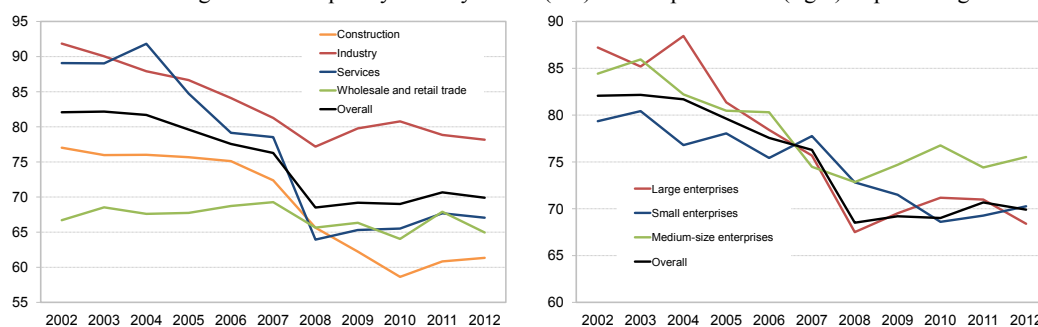 95
90
85
80
75
70
65
60
55
Construction
Industry
Services
Wholesale and retail trade
Overall
2002 2003 2004 2005 2006 2007 2008 2009 2010 2011 2012
90
85
80
75
70
65
60
Large enterprises
Small enterprises
Medium-size enterprises
Overall
2002 2003 2004 2005 2006 2007 2008 2009 2010 2011 2012